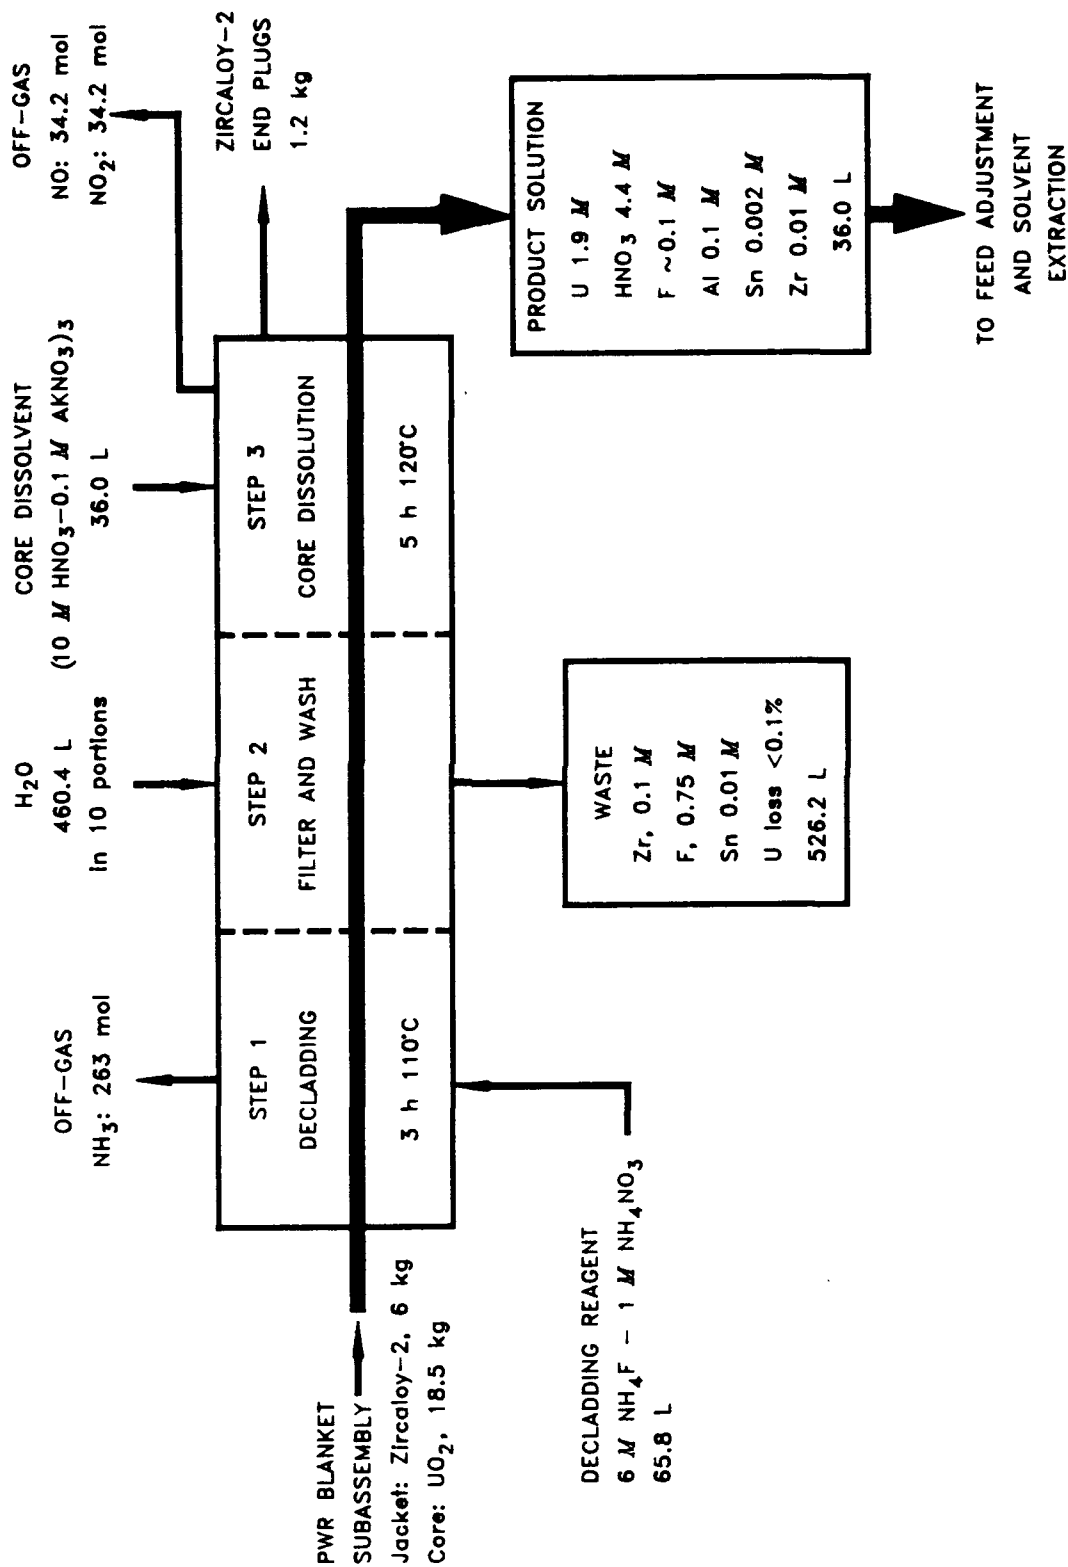 OFF-GAS
NH3: 263 mol
H2O
460.4 L
In 10 portions
CORE DISSOLVENT
(10 M HNO3-0.1 M AKNO3)3
36.0 L
OFF-GAS
NO: 34.2 mol
NO2: 34.2 mol
PWR BLANKET
SUBASSEMBLY
Jacket: Zircaloy-2, 6 kg
Core: UO2, 18.5 kg
STEP 1
DECLADDING
3 h 110°C
STEP 2
FILTER AND WASH
STEP 3
CORE DISSOLUTION
5 h 120°C
ZIRCALOY-2
END PLUGS
1.2 kg
DECLADDING REAGENT
6 M NH4F - 1 M NH4NO3
65.8 L
WASTE
Zr, 0.1 M
F, 0.75 M
Sn 0.01 M
U loss <0.1%
526.2 L
PRODUCT SOLUTION
U 1.9 M
HNO3 4.4 M
F ~0.1 M
Al 0.1 M
Sn 0.002 M
Zr 0.01 M
36.0 L
TO FEED ADJUSTMENT
AND SOLVENT
EXTRACTION